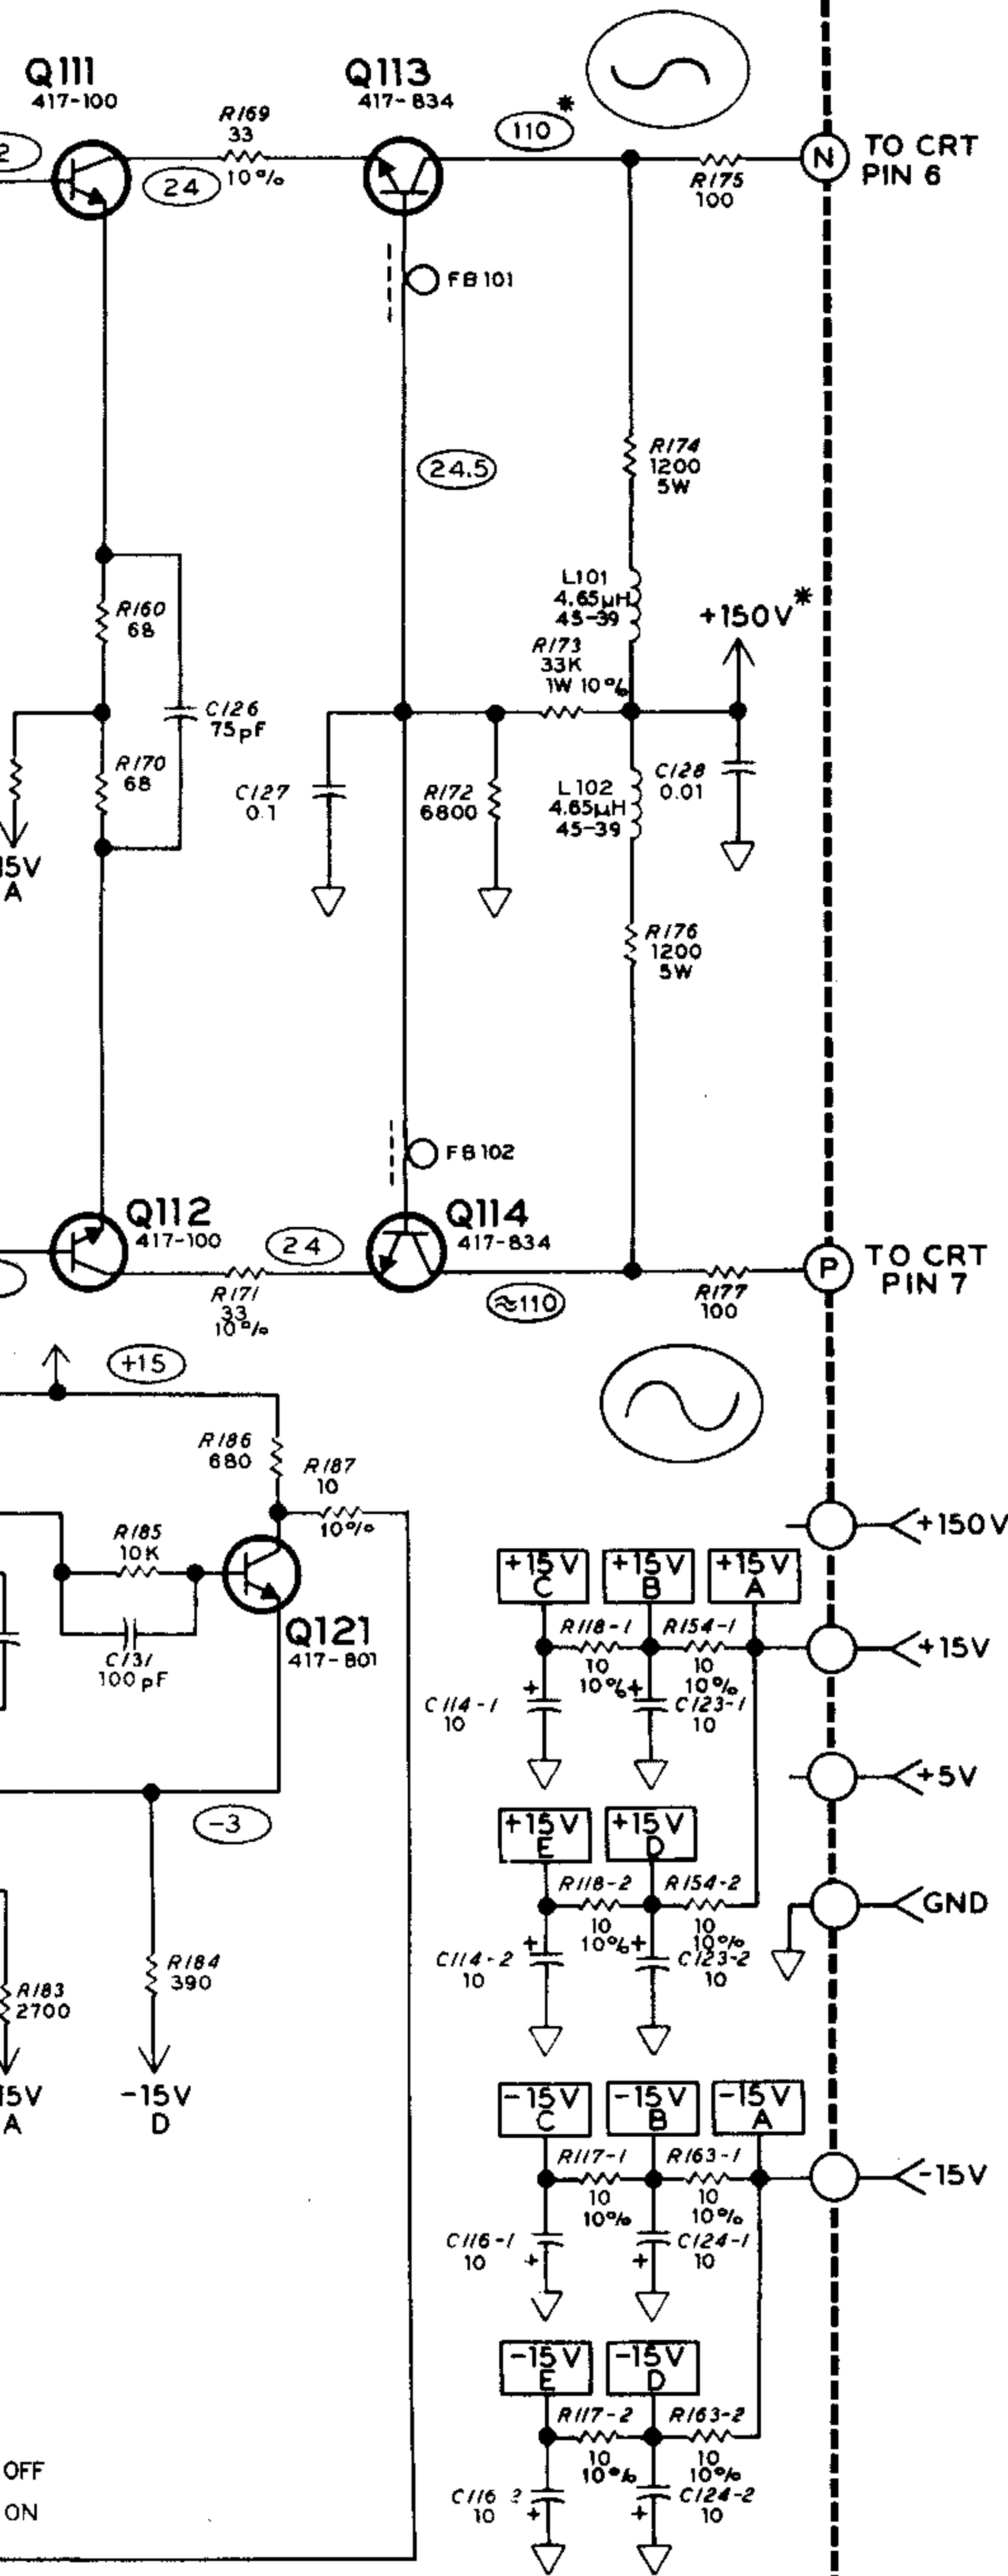 Q111
417-100
Q113
417-834
*
110
2
R169
33
10%
24
R175
100
N
TO CRT
PIN 6
FB101
24.5
R174
1200
5W
L101
4.65µH
45-39
+150V*
R160
68
R173
33K
1W 10%
C126
75pF
R170
68
C127
0.1
R172
6800
L102
4.65µH
45-39
C128
0.01
15V
A
R176
1200
5W
FB102
Q112
417-100
Q114
417-834
24
R171
33
10%
≈110
R177
100
P
TO CRT
PIN 7
+15
R186
680
R187
10
10%
R185
10K
C131
100pF
Q121
417-801
-3
R183
2700
15V
A
R184
390
-15V
D
+150V
+15V
C
+15V
B
+15V
A
R118-1
10
10%
R154-1
10
10%
+15V
C114-1
10
+
+
C123-1
10
+5V
+15V
E
+15V
D
R118-2
10
10%
R154-2
10
10%
GND
C114-2
10
+
+
C123-2
10
-15V
C
-15V
B
-15V
A
R117-1
10
10%
R163-1
10
10%
-15V
C116-1
10
+
+
C124-1
10
-15V
E
-15V
D
R117-2
10
10%
R163-2
10
10%
C116-2
10
+
+
C124-2
10
OFF
ON